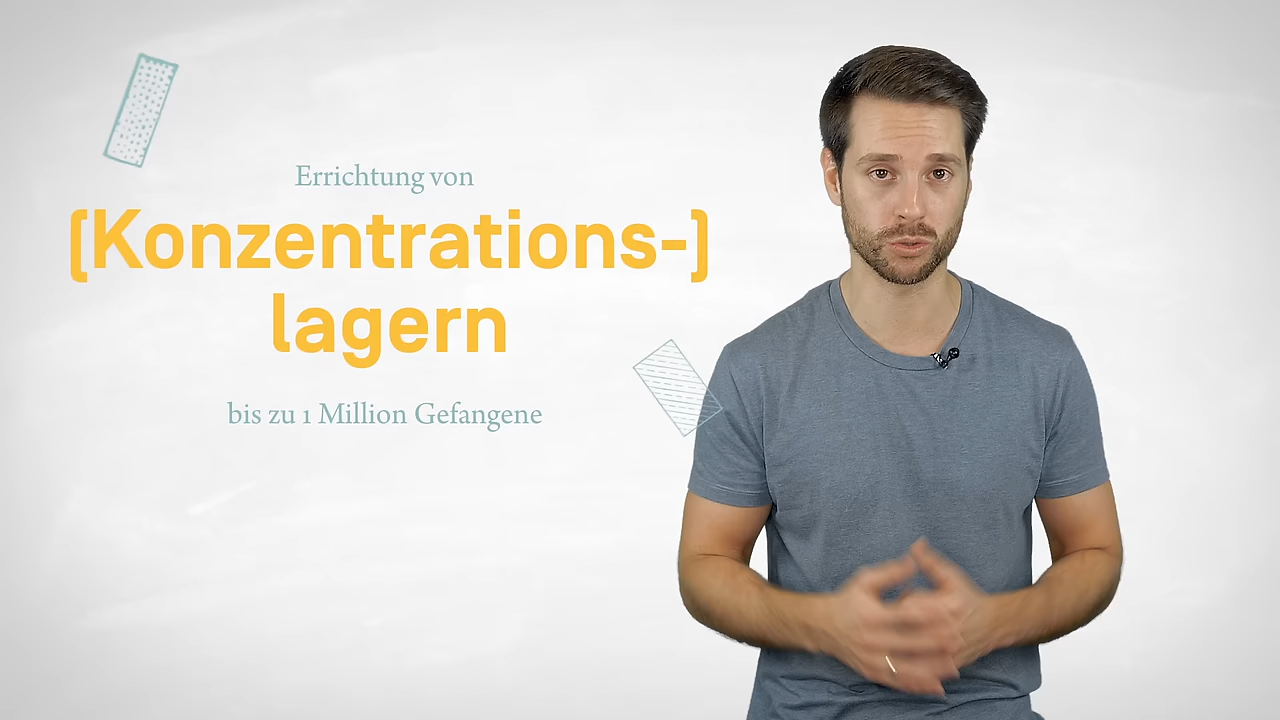 Errichtung von
(Konzentrations-)
lagern
bis zu 1 Million Gefangene